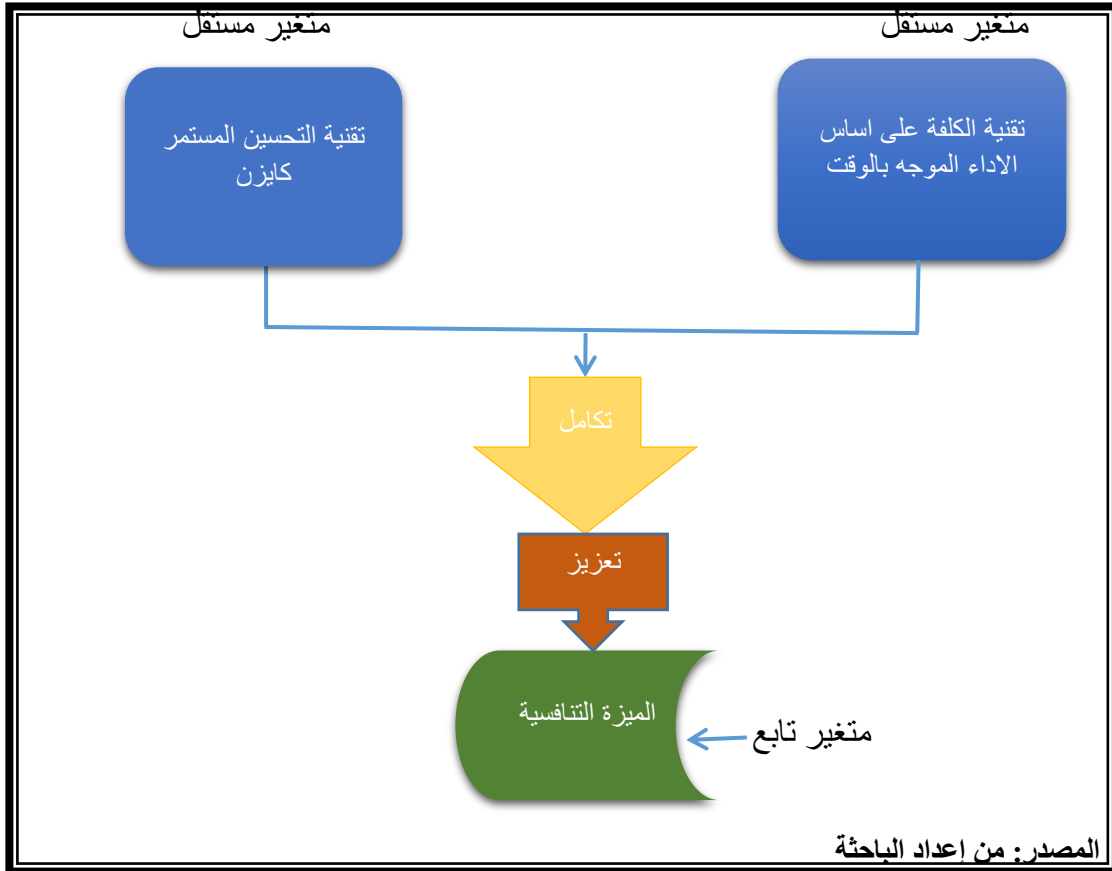 متغير مستقل
متغير مستقل
تقنية الكلفة على اساس
الاداء الموجه بالوقت
تقنية التحسين المستمر
كايزن
تكامل
تعزيز
الميزة التنافسية
متغير تابع
المصدر: من إعداد الباحثة